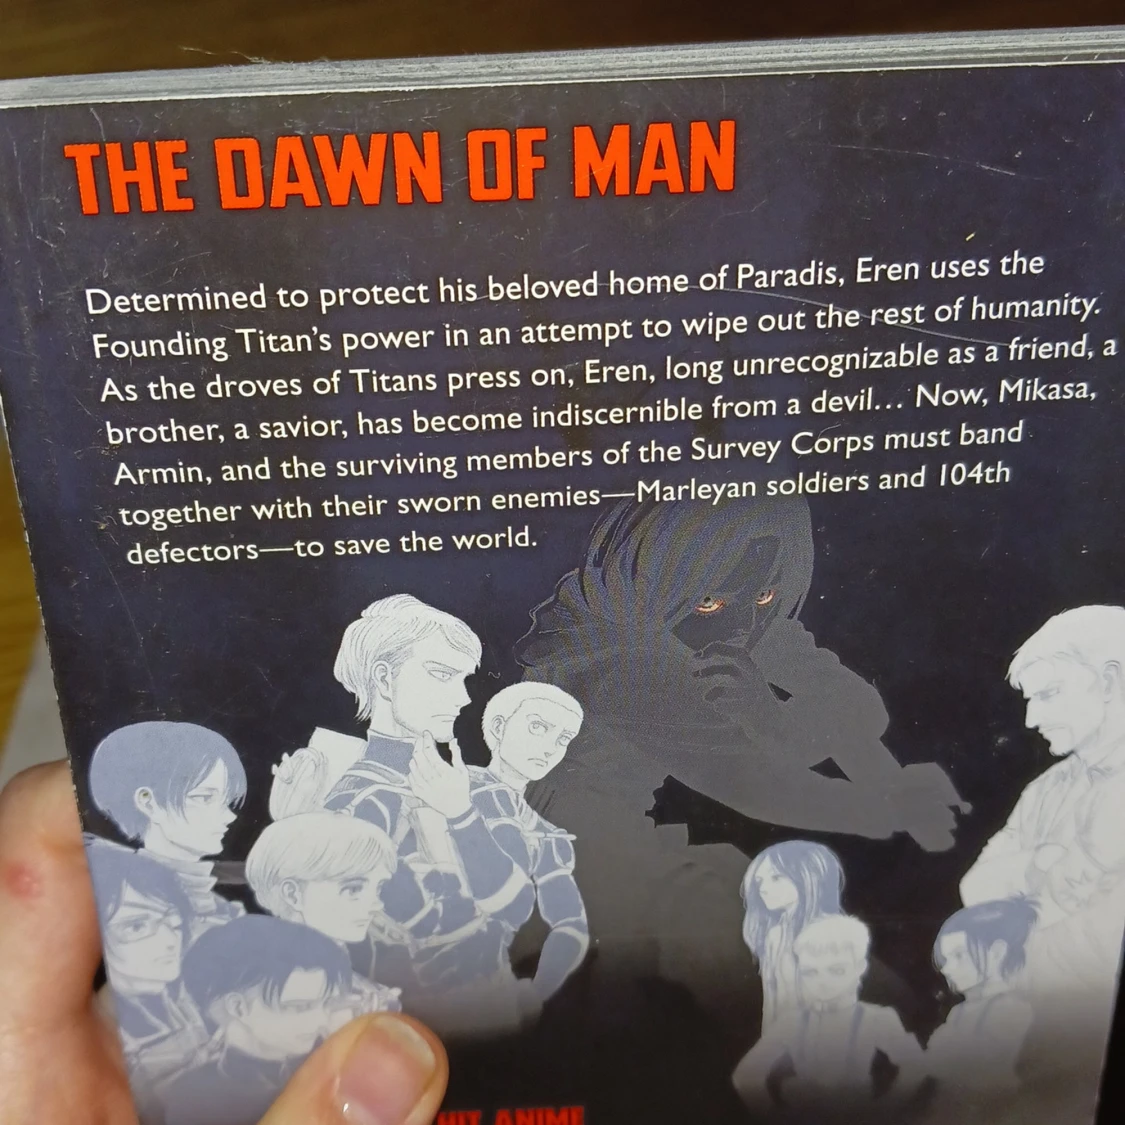 THE DAWN OF MAN
Determined to protect his beloved home of Paradis, Eren uses the
Founding Titan's power in an attempt to wipe out the rest of humanity.
As the droves of Titans press on, Eren, long unrecognizable as a friend, a
brother, a savior, has become indiscernible from a devil... Now, Mikasa,
Armin, and the surviving members of the Survey Corps must band
together with their sworn enemies—Marleyan soldiers and 104th
defectors—to save the world.
HIT ANIME